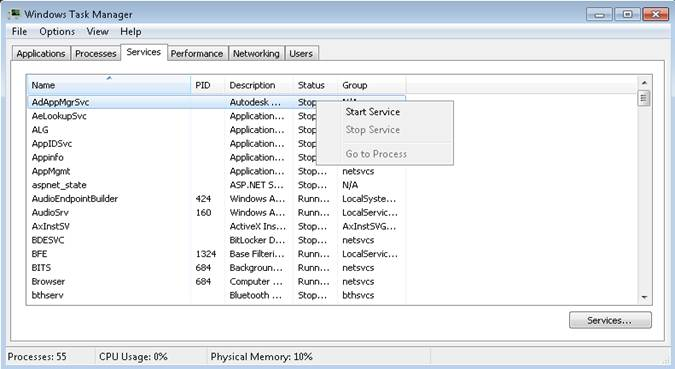 Windows Task Manager
File Options View Help
Applications Processes Services Performance Networking Users
Name PID Description Status Group
AdAppMgrSvc Autodesk ... Stop... N/A
Start Service
AeLookupSvc Application... Stop...
ALG Application... Stop...
Stop Service
AppIDSvc Application... Stop...
Appinfo Application... Stop...
Go to Process
AppMgmt Application... Stop... netsvcs
aspnet_state ASP.NET S... Stop... N/A
AudioEndpointBuilder 424 Windows A... Runn... LocalSyste...
AudioSrv 160 Windows A... Runn... LocalServic...
AxInstSV ActiveX Ins... Stop... AxInstSVG...
BDESVC BitLocker D... Stop... netsvcs
BFE 1324 Base Filteri... Runn... LocalServic...
BITS 684 Backgroun... Runn... netsvcs
Browser 684 Computer ... Runn... netsvcs
bthserv Bluetooth ... Stop... bthsvcs
Services...
Processes: 55 CPU Usage: 0% Physical Memory: 10%